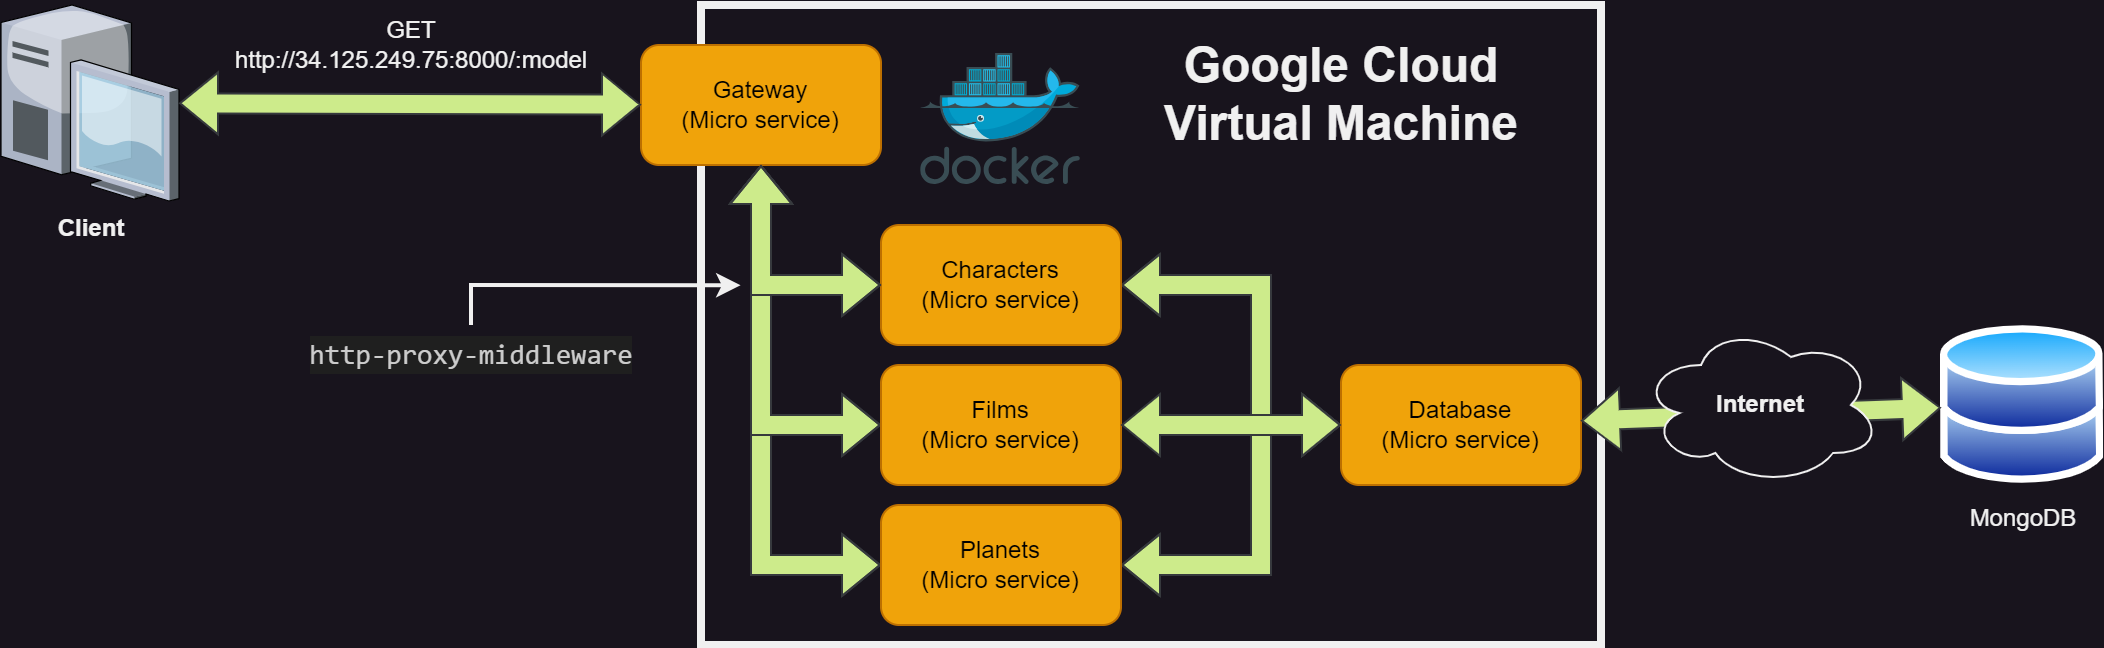 GET
http://34.125.249.75:8000/:model
Gateway
(Micro service)
docker
Google Cloud
Virtual Machine
Client
Characters
(Micro service)
http-proxy-middleware
Films
(Micro service)
Database
(Micro service)
Internet
MongoDB
Planets
(Micro service)